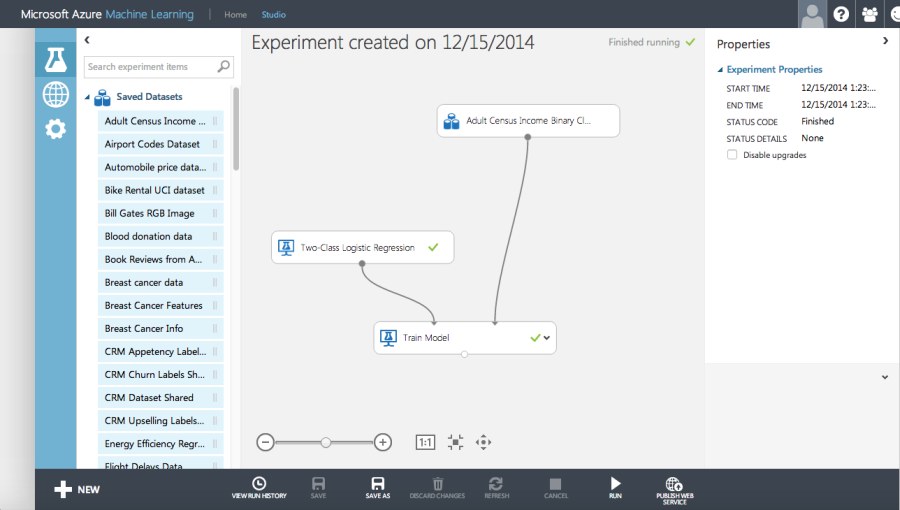 Microsoft Azure Machine Learning | Home Studio
Experiment created on 12/15/2014
Finished running
Search experiment items
Saved Datasets
Adult Census Income ...
Airport Codes Dataset
Automobile price data...
Bike Rental UCI dataset
Bill Gates RGB Image
Blood donation data
Book Reviews from A...
Breast cancer data
Breast Cancer Features
Breast Cancer Info
CRM Appetency Label...
CRM Churn Labels Sh...
CRM Dataset Shared
CRM Upselling Labels...
Energy Efficiency Regr...
Flight Delays Data
Adult Census Income Binary Cl...
Two-Class Logistic Regression
Train Model
1:1
Properties
Experiment Properties
START TIME 12/15/2014 1:23:...
END TIME 12/15/2014 1:23:...
STATUS CODE Finished
STATUS DETAILS None
Disable upgrades
NEW
VIEW RUN HISTORY
SAVE
SAVE AS
DISCARD CHANGES
REFRESH
CANCEL
RUN
PUBLISH WEB
SERVICE